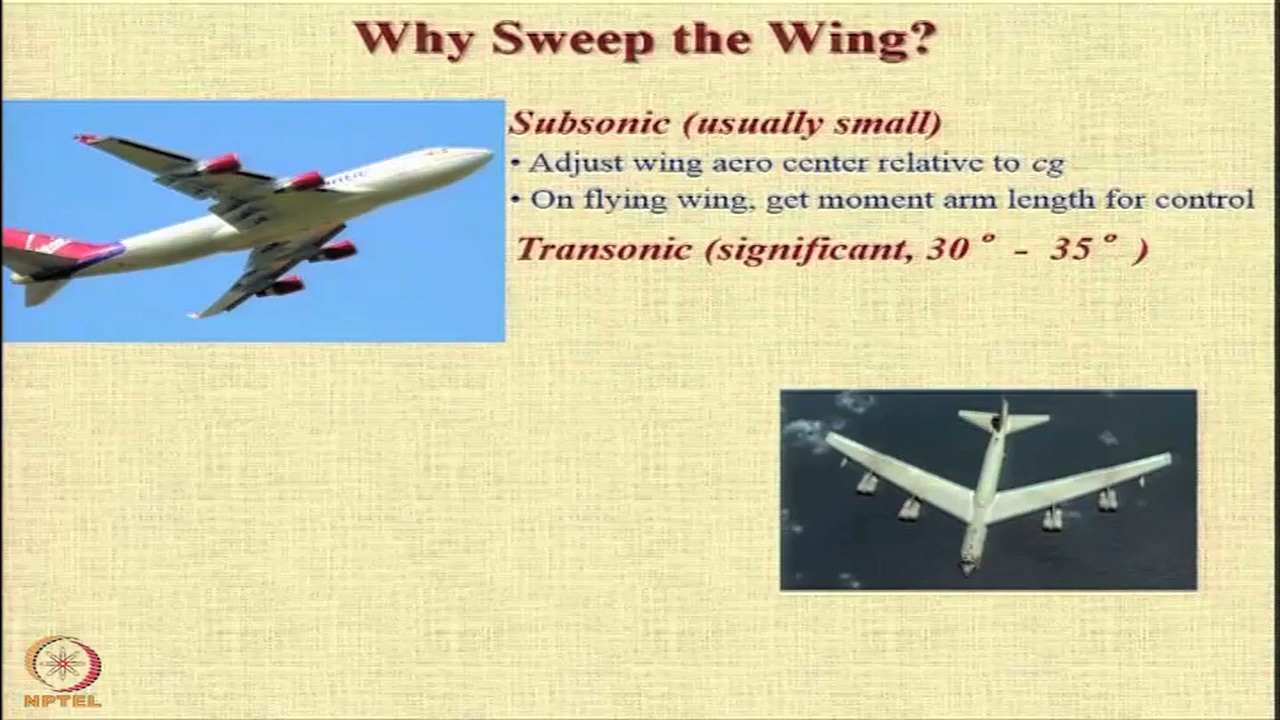 Why Sweep the Wing?
Subsonic (usually small)
• Adjust wing aero center relative to cg
• On flying wing, get moment arm length for control
Transonic (significant, 30° - 35°)
NPTEL